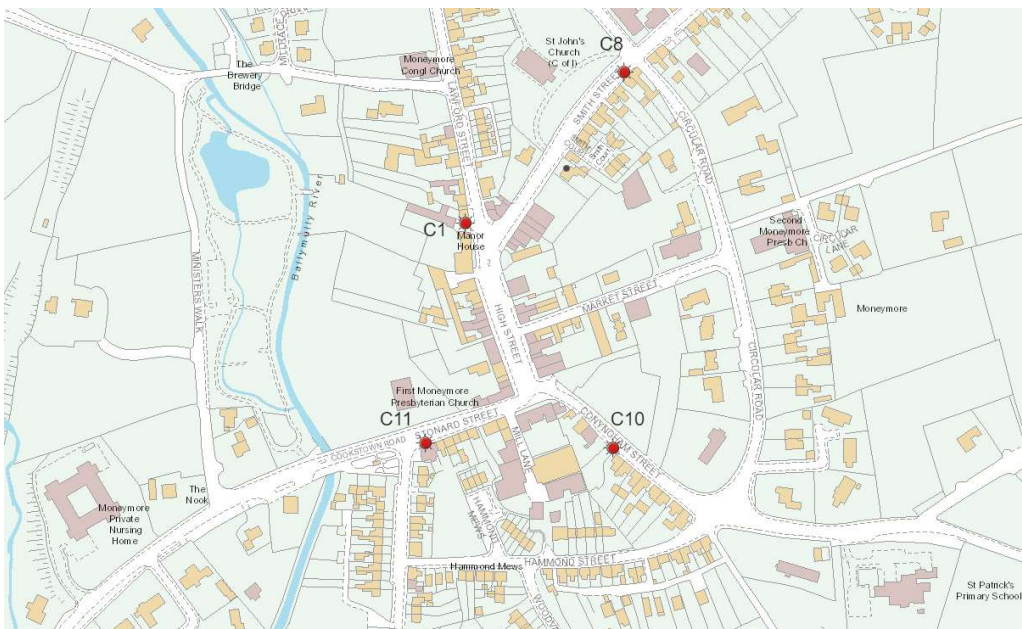 MILLRACE
St John's
Church
(C of I)
C8
Moneymore
Congl Church
The
Brewery
Bridge
LAWFORD STREET
SMITH STREET
CIRCULAR ROAD
Ballymully River
C1
Manor
House
Second
Moneymore
Presb Ch
CIRCULAR
LANE
MINISTERS WALK
MARKET STREET
HIGH STREET
Moneymore
CIRCULAR ROAD
First Moneymore
Presbyterian Church
C11
STONARD STREET
COOKSTOWN ROAD
CONYNGHAM STREET
C10
MILL LANE
The
Nook
Moneymore
Private
Nursing
Home
HAMMOND
MEWS
Hammond Mews
HAMMOND STREET
St Patrick's
Primary School